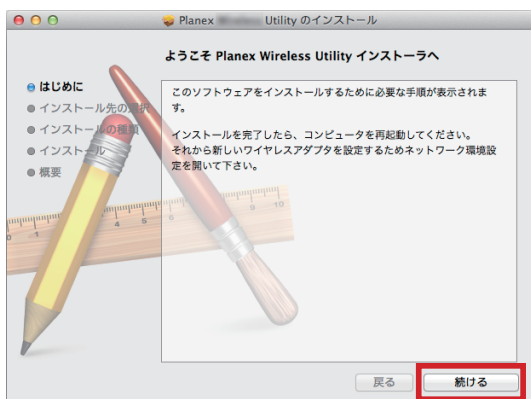 Planex Utility のインストール
ようこそ Planex Wireless Utility インストーラへ
はじめに
インストール先の選択
インストールの種類
インストール
概要
このソフトウェアをインストールするために必要な手順が表示されま
す。
インストールを完了したら、コンピュータを再起動してください。
それから新しいワイヤレスアダプタを設定するためネットワーク環境設
定を開いて下さい。
0 1 4 5 6 9 10
戻る
続ける